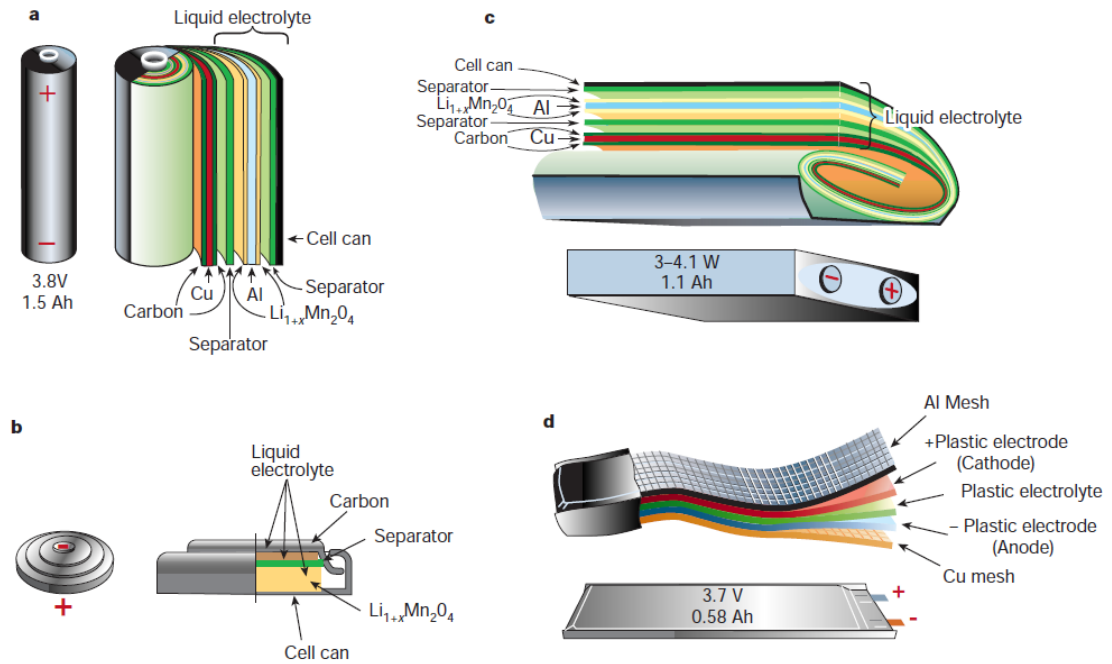 a
Liquid electrolyte
+
−
3.8V
1.5 Ah
Cell can
Separator
Cu
Al
Carbon
Li1+xMn2O4
Separator
b
Liquid
electrolyte
Carbon
Separator
Li1+xMn2O4
Cell can
-
+
c
Cell can
Separator
Li1+xMn2O4 Al
Separator
Carbon Cu
Liquid electrolyte
3–4.1 W
1.1 Ah
−
+
d
Al Mesh
+Plastic electrode
(Cathode)
Plastic electrolyte
− Plastic electrode
(Anode)
Cu mesh
3.7 V
0.58 Ah
+
-